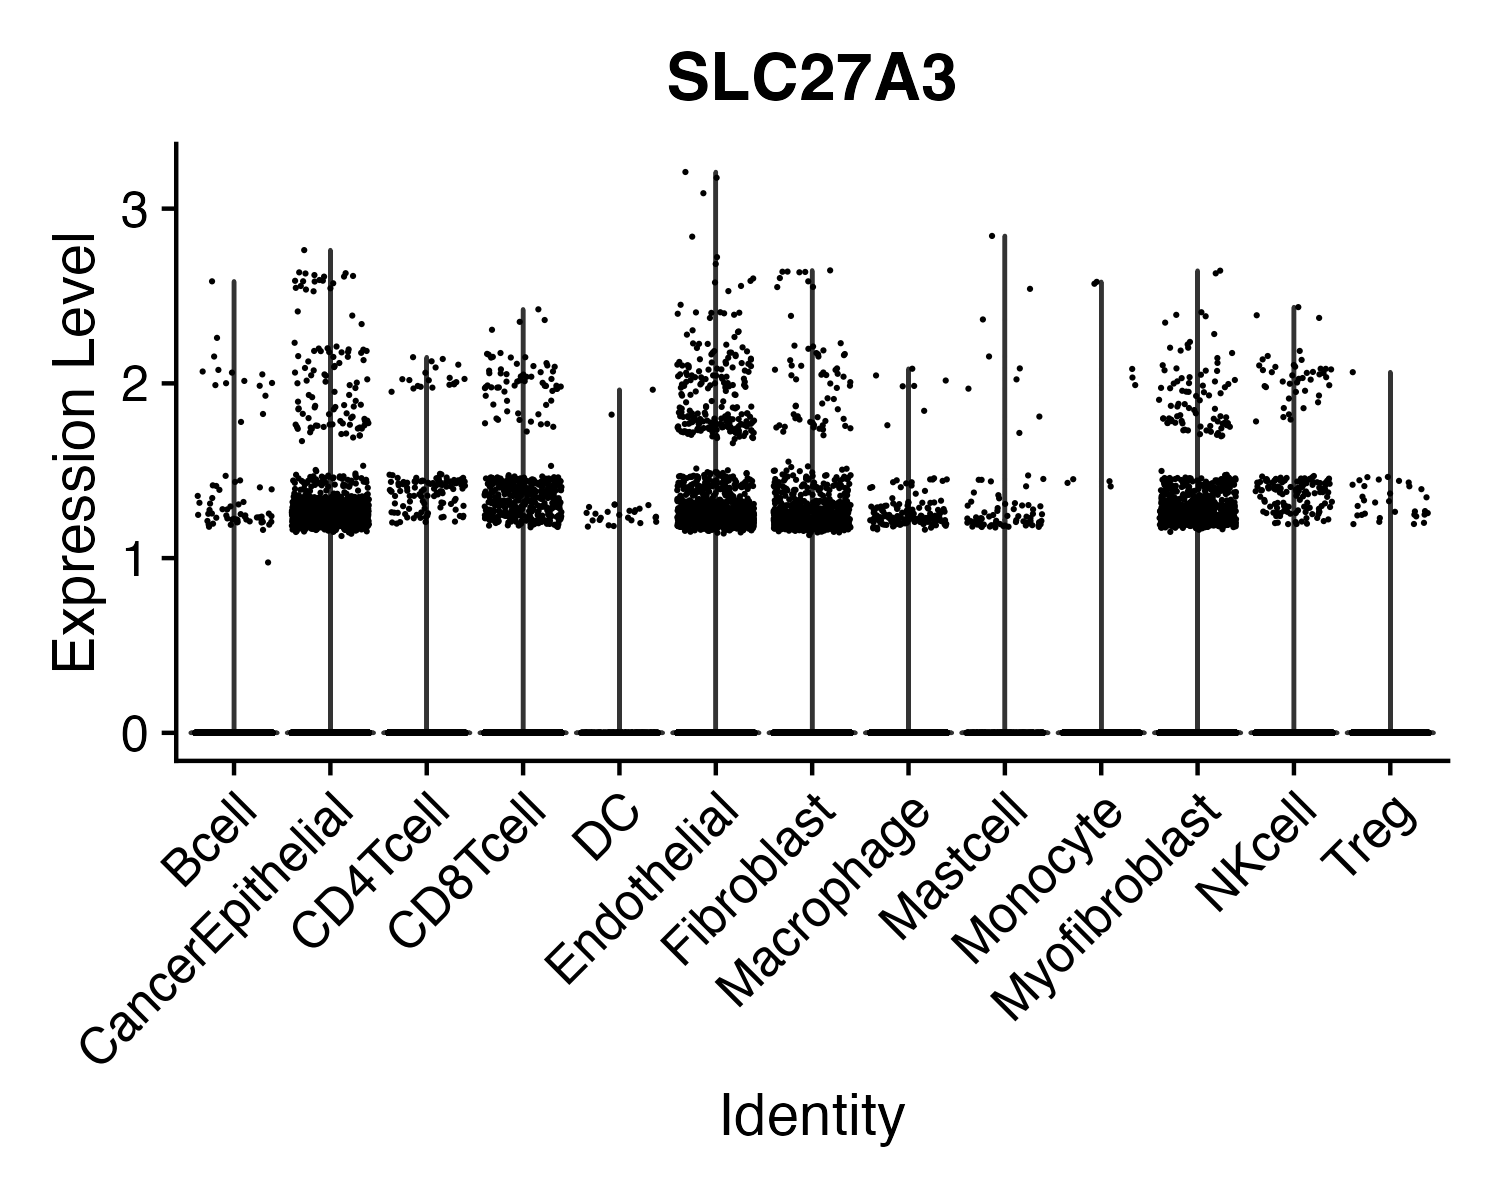 SLC27A3
Expression Level
3
2
1
0
Bcell
CancerEpithelial
CD4Tcell
CD8Tcell
DC
Endothelial
Fibroblast
Macrophage
Mastcell
Monocyte
Myofibroblast
NKcell
Treg
Identity